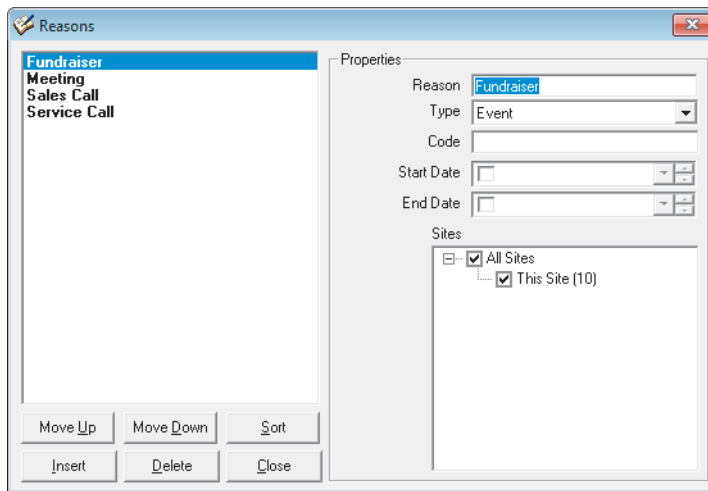 Reasons
Fundraiser
Meeting
Sales Call
Service Call
Move Up Move Down Sort
Insert Delete Close
Properties
Reason Fundraiser
Type Event
Code
Start Date
End Date
Sites
All Sites
This Site (10)